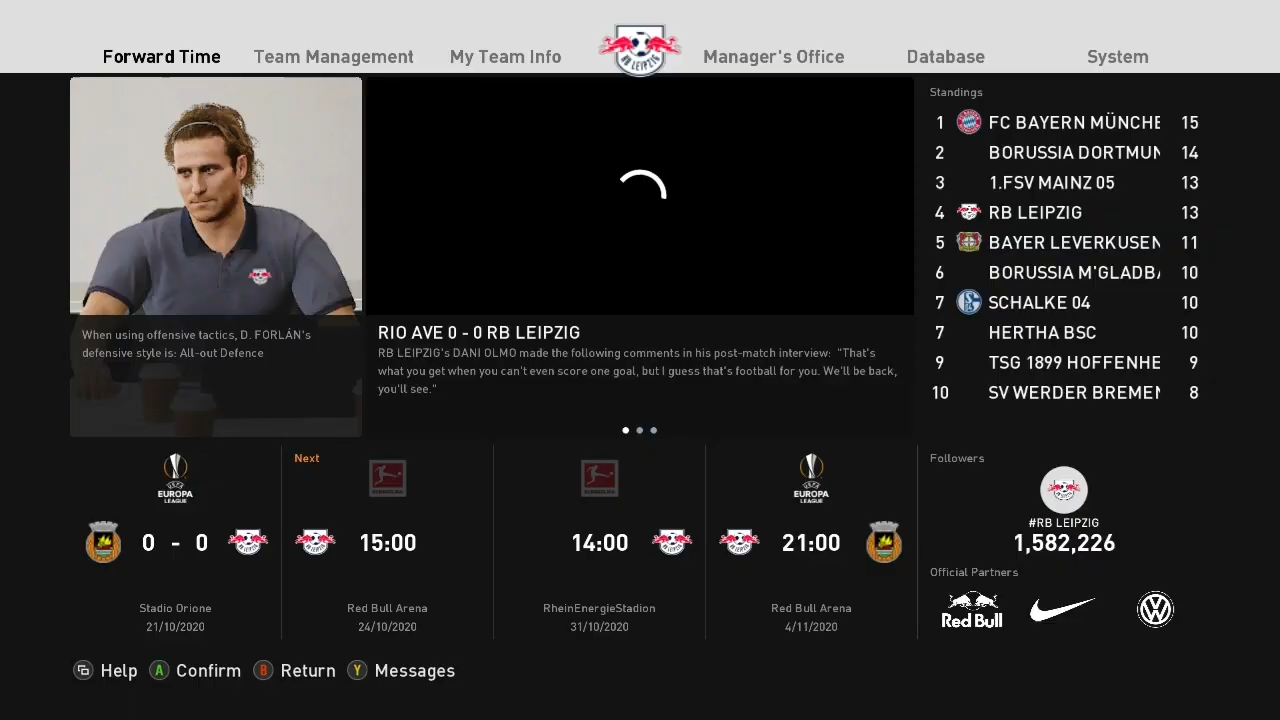 Forward Time
Team Management
My Team Info
RB LEIPZIG
Manager's Office
Database
System
When using offensive tactics, D. FORLÁN's
defensive style is: All-out Defence
RIO AVE 0 - 0 RB LEIPZIG
RB LEIPZIG's DANI OLMO made the following comments in his post-match interview: "That's
what you get when you can't even score one goal, but I guess that's football for you. We'll be back,
you'll see."
Standings
1 FC BAYERN MÜNCHE 15
2 BORUSSIA DORTMUN 14
3 1.FSV MAINZ 05 13
4 RB LEIPZIG 13
5 BAYER LEVERKUSEN 11
6 BORUSSIA M'GLADBA 10
7 SCHALKE 04 10
7 HERTHA BSC 10
9 TSG 1899 HOFFENHE 9
10 SV WERDER BREMEN 8
UEFA
EUROPA
LEAGUE
0 - 0
Stadio Orione
21/10/2020
Next
BUNDESLIGA
15:00
Red Bull Arena
24/10/2020
BUNDESLIGA
14:00
RheinEnergieStadion
31/10/2020
UEFA
EUROPA
LEAGUE
21:00
Red Bull Arena
4/11/2020
Followers
#RB LEIPZIG
1,582,226
Official Partners
Red Bull
Help
A Confirm
B Return
Y Messages